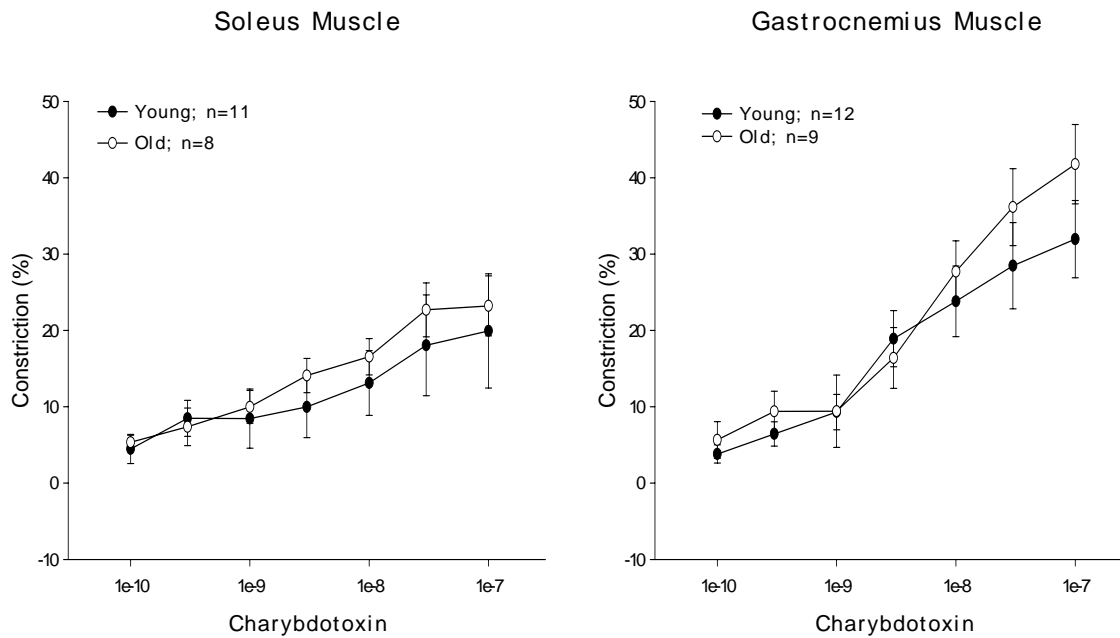 Soleus Muscle
Gastrocnemius Muscle
50
40
30
20
10
0
-10
Constriction (%)
Young; n=11
Old; n=8
1e-10
1e-9
1e-8
1e-7
Charybdotoxin
50
40
30
20
10
0
-10
Constriction (%)
Young; n=12
Old; n=9
1e-10
1e-9
1e-8
1e-7
Charybdotoxin